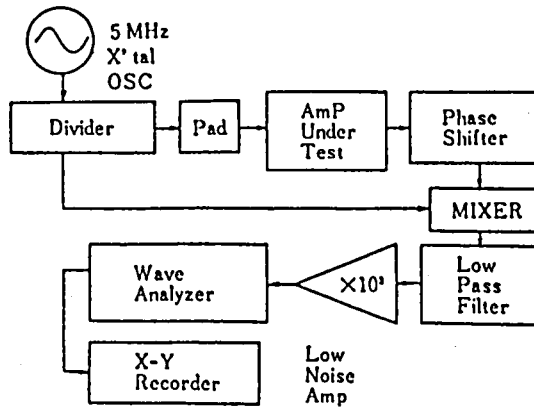 5 MHz
X' tal
OSC
Divider
Pad
AmP
Under
Test
Phase
Shifter
MIXER
Low
Pass
Filter
×10³
Wave
Analyzer
X-Y
Recorder
Low
Noise
Amp